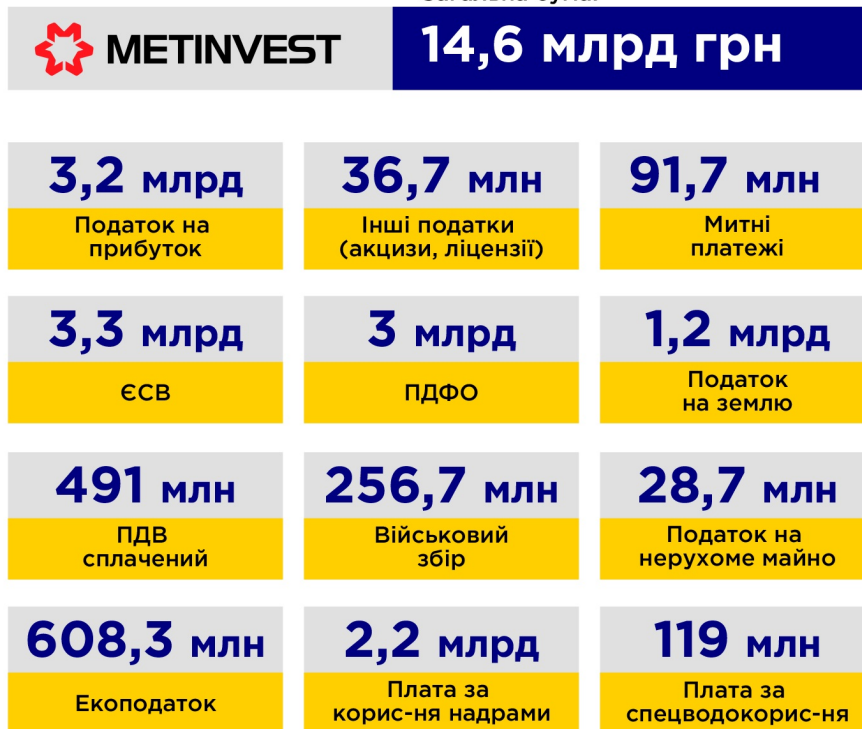 METINVEST
14,6 млрд грн
3,2 млрд
Податок на
прибуток
36,7 млн
Інші податки
(акцизи, ліцензії)
91,7 млн
Митні
платежі
3,3 млрд
ЄСВ
3 млрд
ПДФО
1,2 млрд
Податок
на землю
491 млн
ПДВ
сплачений
256,7 млн
Військовий
збір
28,7 млн
Податок на
нерухоме майно
608,3 млн
Екоподаток
2,2 млрд
Плата за
корис-ня надрами
119 млн
Плата за
спецводокорис-ня